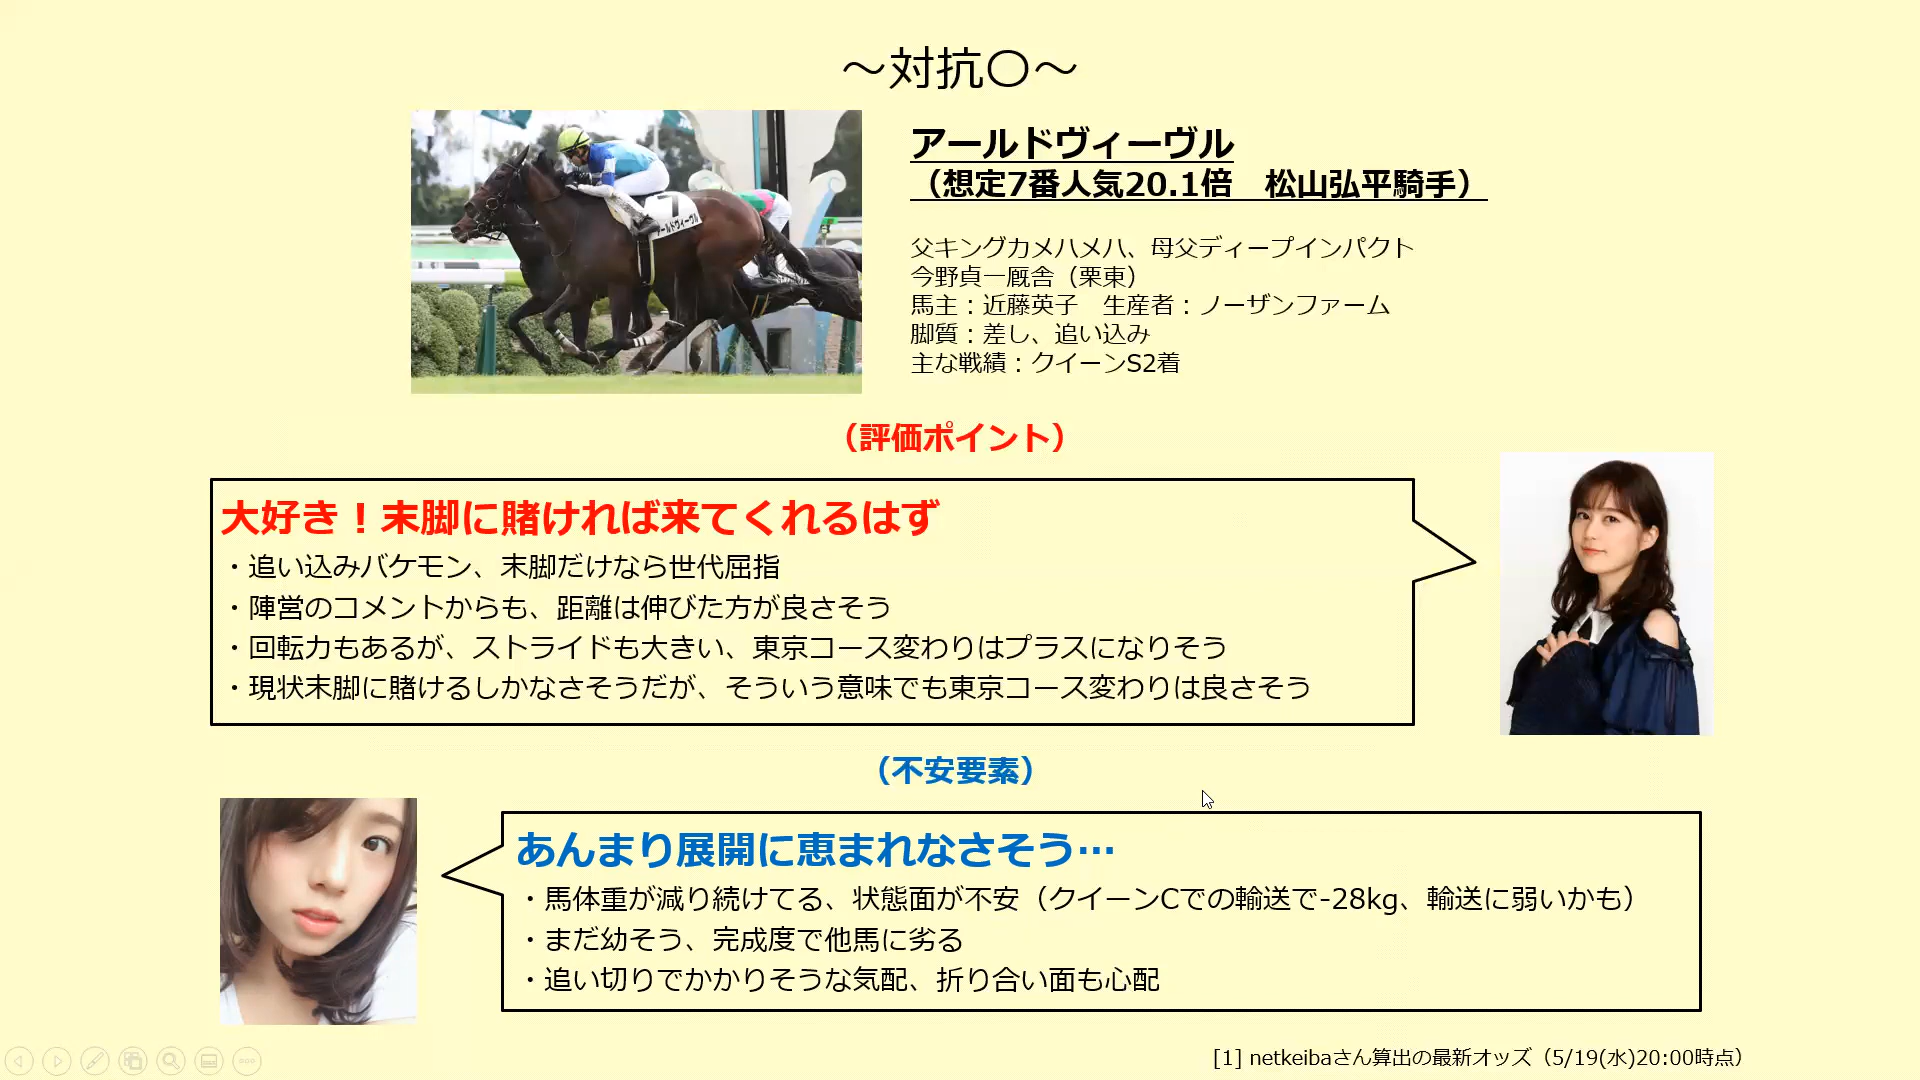 ～対抗〇～
7
アールドヴィーヴル
アールドヴィーヴル
（想定7番人気20.1倍　松山弘平騎手）
父キングカメハメハ、母父ディープインパクト
今野貞一厩舎（栗東）
馬主：近藤英子　生産者：ノーザンファーム
脚質：差し、追い込み
主な戦績：クイーンS2着
（評価ポイント）
大好き！末脚に賭ければ来てくれるはず
・追い込みバケモン、末脚だけなら世代屈指
・陣営のコメントからも、距離は伸びた方が良さそう
・回転力もあるが、ストライドも大きい、東京コース変わりはプラスになりそう
・現状末脚に賭けるしかなさそうだが、そういう意味でも東京コース変わりは良さそう
（不安要素）
あんまり展開に恵まれなさそう…
・馬体重が減り続けてる、状態面が不安（クイーンCでの輸送で-28kg、輸送に弱いかも）
・まだ幼そう、完成度で他馬に劣る
・追い切りでかかりそうな気配、折り合い面も心配
[1] netkeibaさん算出の最新オッズ（5/19(水)20:00時点）